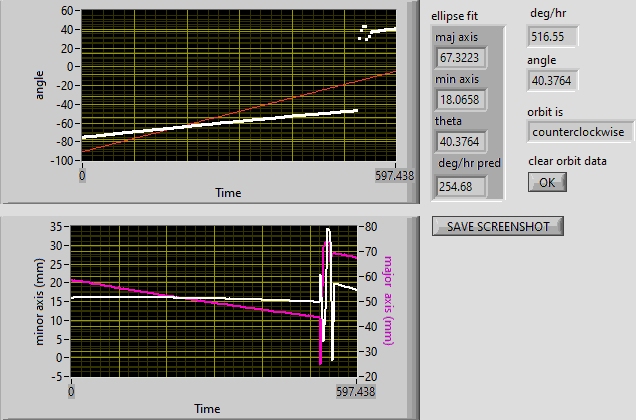 60
40
20
0
-20
-40
-60
-80
-100
angle
0
597.438
Time
ellipse fit
maj axis
67.3223
min axis
18.0658
theta
40.3764
deg/hr pred
254.68
deg/hr
516.55
angle
40.3764
orbit is
counterclockwise
clear orbit data
OK
SAVE SCREENSHOT
35
30
25
20
15
10
5
0
-5
minor axis (mm)
80
70
60
50
40
30
20
major axis (mm)
0
597.438
Time